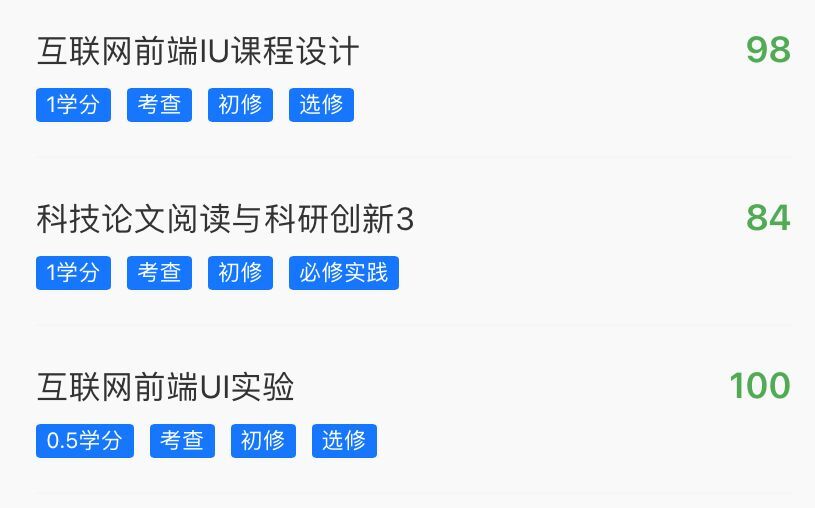 互联网前端IU课程设计 98
1学分 考查 初修 选修
科技论文阅读与科研创新3 84
1学分 考查 初修 必修实践
互联网前端UI实验 100
0.5学分 考查 初修 选修